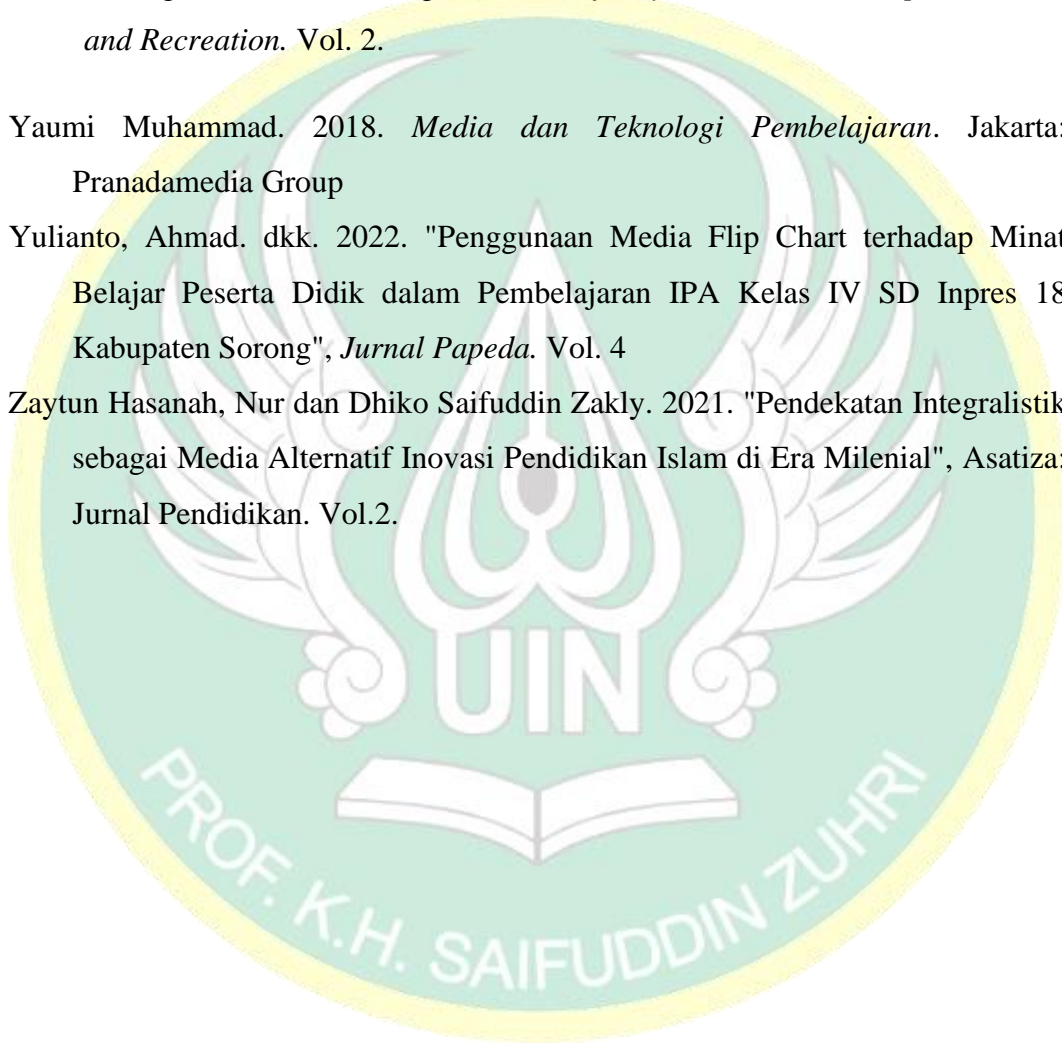 and Recreation. Vol. 2.
Yaumi Muhammad. 2018. Media dan Teknologi Pembelajaran. Jakarta:
Pranadamedia Group
Yulianto, Ahmad. dkk. 2022. "Penggunaan Media Flip Chart terhadap Minat
Belajar Peserta Didik dalam Pembelajaran IPA Kelas IV SD Inpres 18
Kabupaten Sorong", Jurnal Papeda. Vol. 4
Zaytun Hasanah, Nur dan Dhiko Saifuddin Zakly. 2021. "Pendekatan Integralistik
sebagai Media Alternatif Inovasi Pendidikan Islam di Era Milenial", Asatiza:
Jurnal Pendidikan. Vol.2.
UIN
PROF. K.H. SAIFUDDIN ZUHRI